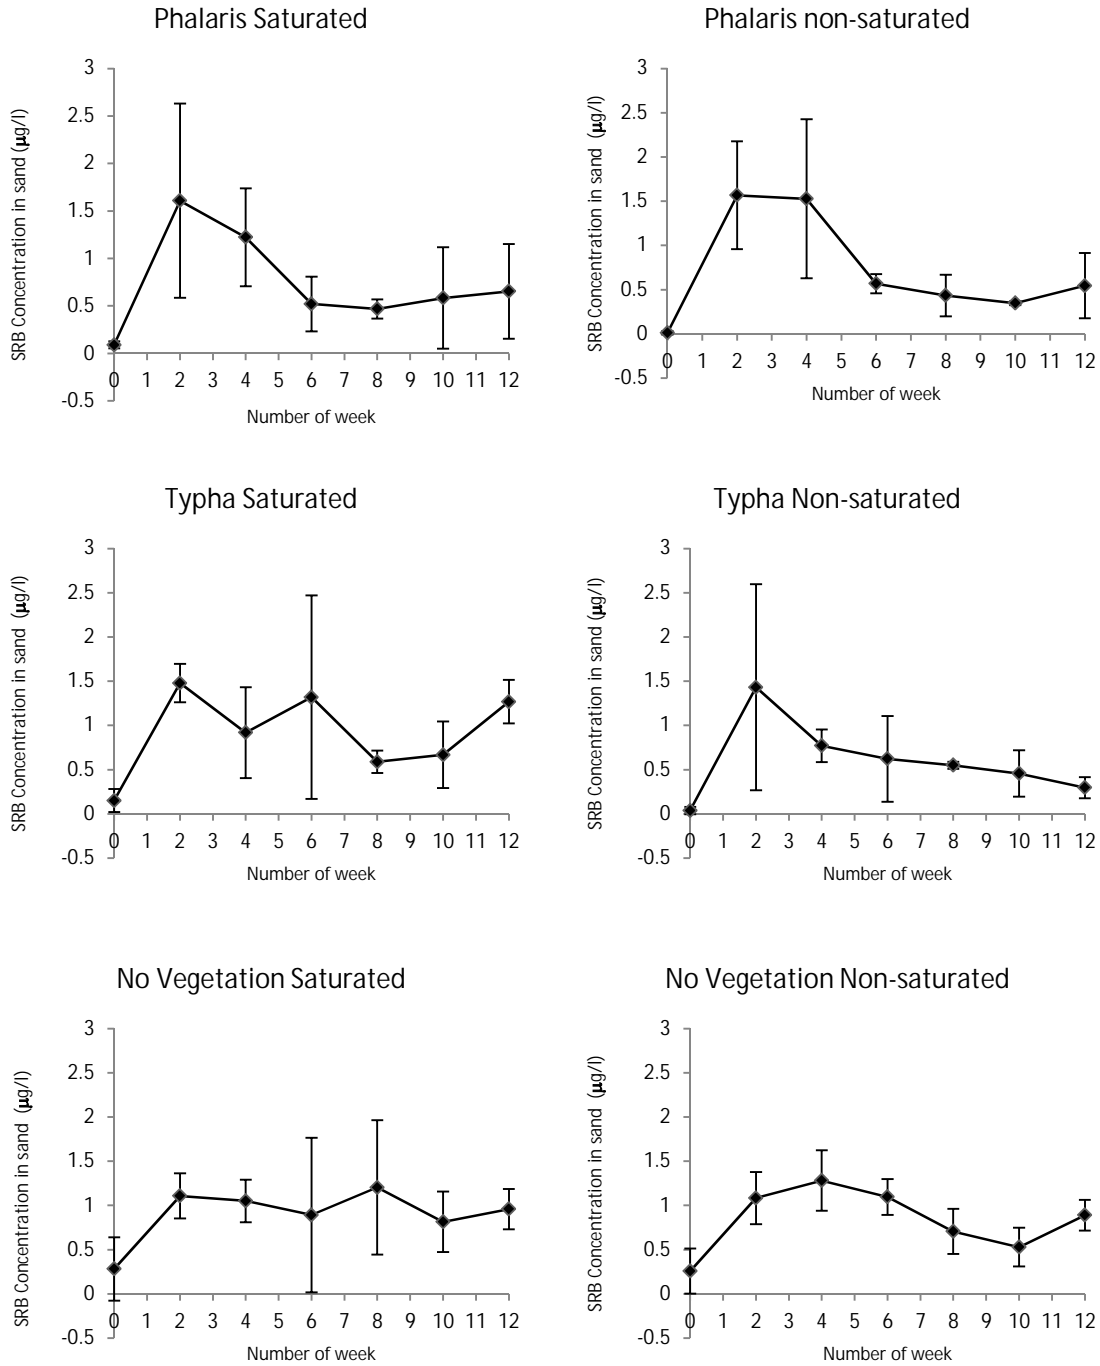 Phalaris Saturated
SRB Concentration in sand (µg/l)
3
2.5
2
1.5
1
0.5
0
-0.5
0 1 2 3 4 5 6 7 8 9 10 11 12
Number of week
Phalaris non-saturated
SRB Concentration in sand (µg/l)
3
2.5
2
1.5
1
0.5
0
-0.5
0 1 2 3 4 5 6 7 8 9 10 11 12
Number of week
Typha Saturated
SRB Concentration in sand (µg/l)
3
2.5
2
1.5
1
0.5
0
-0.5
0 1 2 3 4 5 6 7 8 9 10 11 12
Number of week
Typha Non-saturated
SRB Concentration in sand (µg/l)
3
2.5
2
1.5
1
0.5
0
-0.5
0 1 2 3 4 5 6 7 8 9 10 11 12
Number of week
No Vegetation Saturated
SRB Concentration in sand (µg/l)
3
2.5
2
1.5
1
0.5
0
-0.5
0 1 2 3 4 5 6 7 8 9 10 11 12
Number of week
No Vegetation Non-saturated
SRB Concentration in sand (µg/l)
3
2.5
2
1.5
1
0.5
0
-0.5
0 1 2 3 4 5 6 7 8 9 10 11 12
Number of week